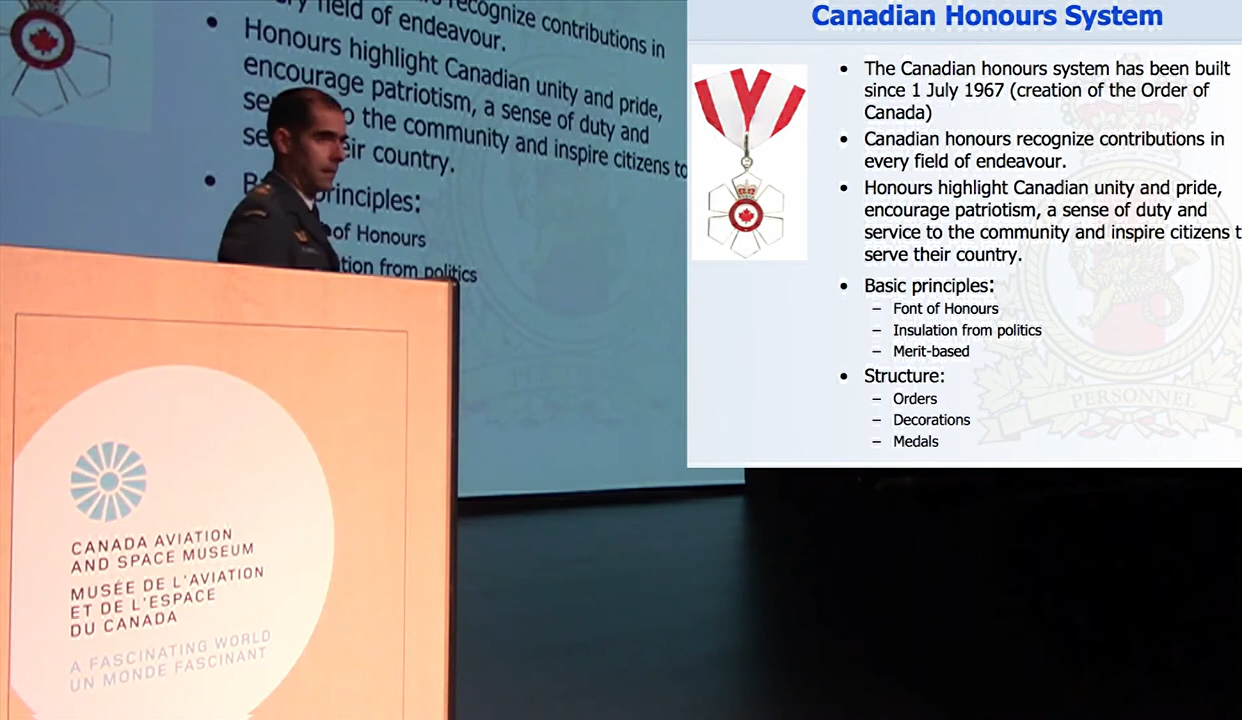 recognize contributions in
field of endeavour.
• Honours highlight Canadian unity and pride,
encourage patriotism, a sense of duty and
to the community and inspire citizens to
their country.
• principles:
of Honours
from politics
CANADA AVIATION
AND SPACE MUSEUM
MUSÉE DE L'AVIATION
ET DE L'ESPACE
DU CANADA
A FASCINATING WORLD
UN MONDE FASCINANT
Canadian Honours System
• The Canadian honours system has been built
since 1 July 1967 (creation of the Order of
Canada)
• Canadian honours recognize contributions in
every field of endeavour.
• Honours highlight Canadian unity and pride,
encourage patriotism, a sense of duty and
service to the community and inspire citizens t
serve their country.
• Basic principles:
– Font of Honours
– Insulation from politics
– Merit-based
• Structure:
– Orders
– Decorations
– Medals
PERSONNEL